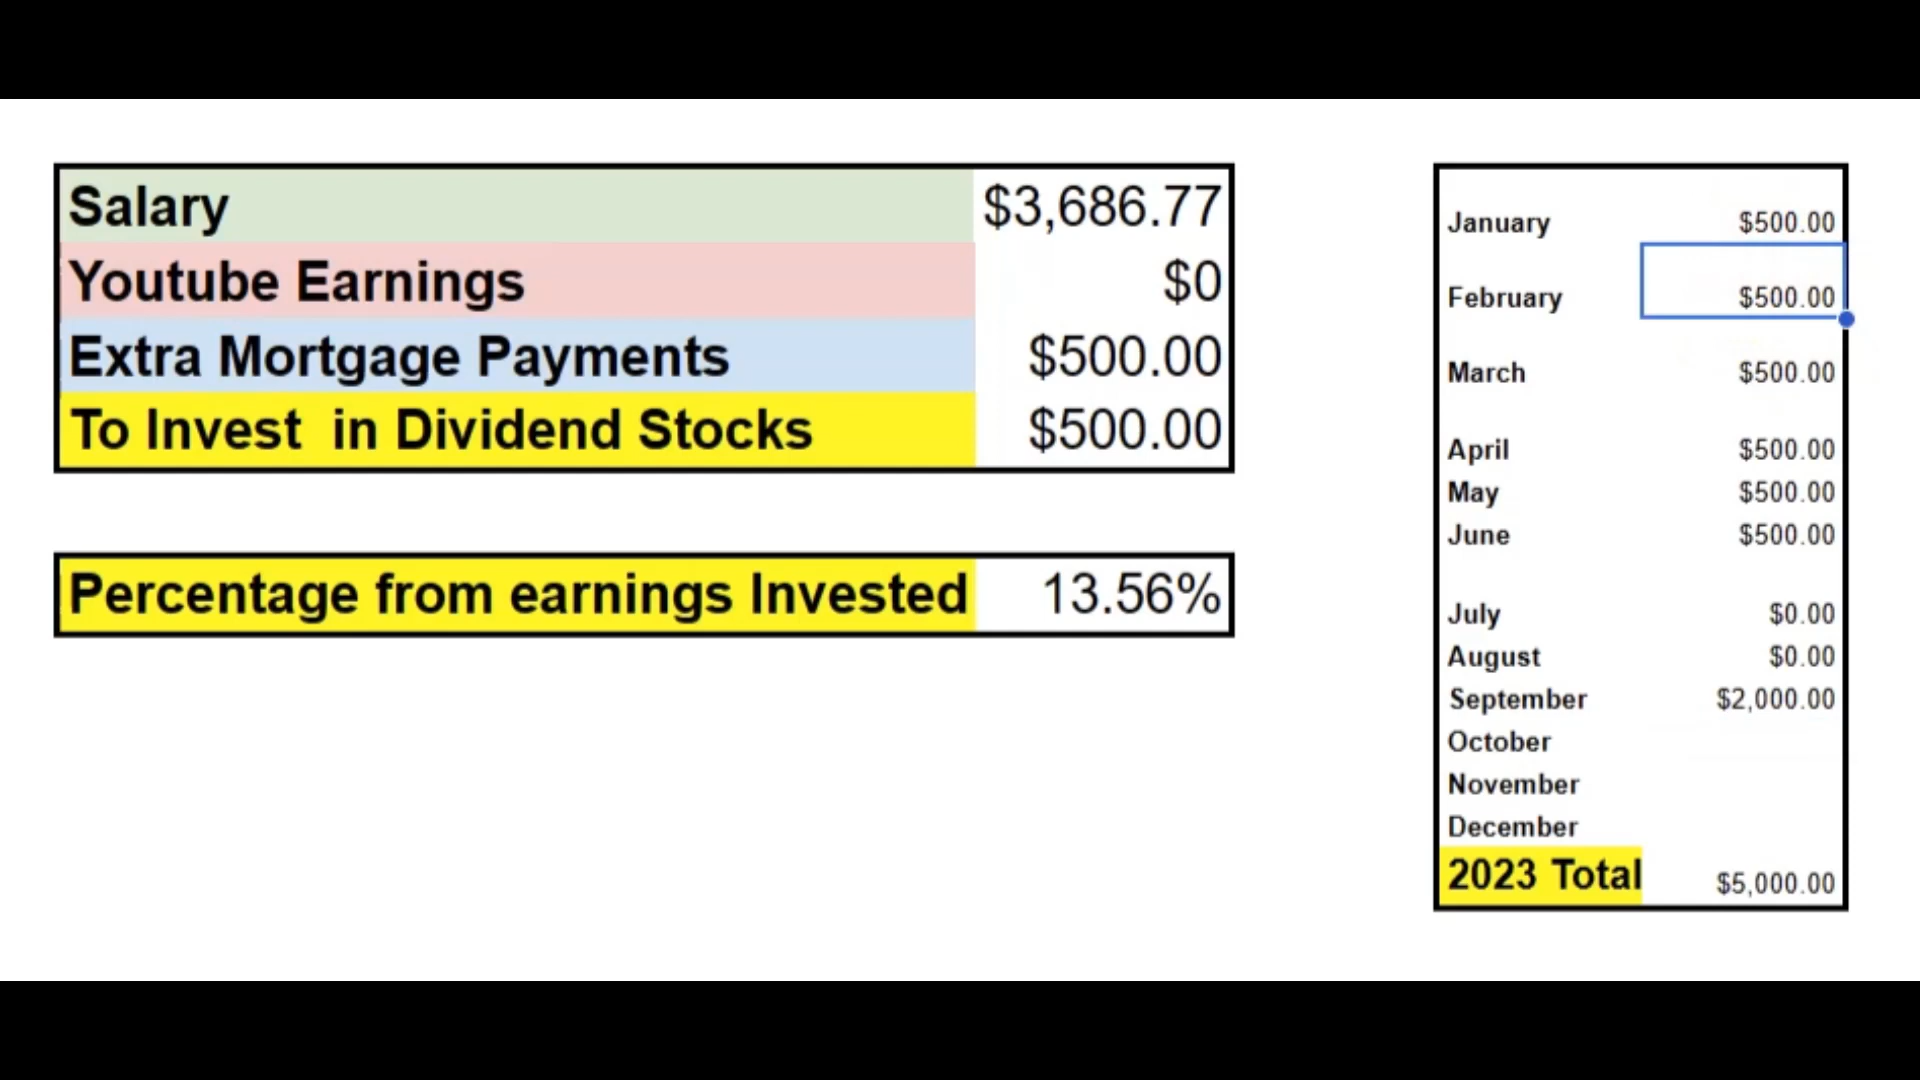 Salary $3,686.77
Youtube Earnings $0
Extra Mortgage Payments $500.00
To Invest  in Dividend Stocks $500.00
Percentage from earnings Invested 13.56%
January $500.00
February $500.00
March $500.00
April $500.00
May $500.00
June $500.00
July $0.00
August $0.00
September $2,000.00
October
November
December
2023 Total $5,000.00